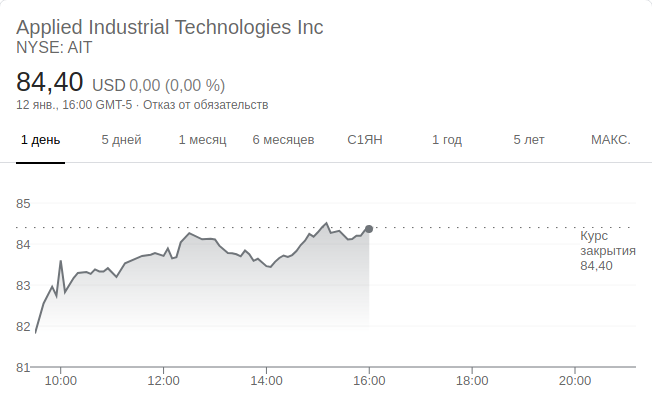 Applied Industrial Technologies Inc
NYSE: AIT
84,40 USD 0,00 (0,00 %)
12 янв., 16:00 GMT-5 · Отказ от обязательств
1 день 5 дней 1 месяц 6 месяцев С1ЯН 1 год 5 лет МАКС.
85
84
83
82
81
Курс
закрытия
84,40
10:00 12:00 14:00 16:00 18:00 20:00